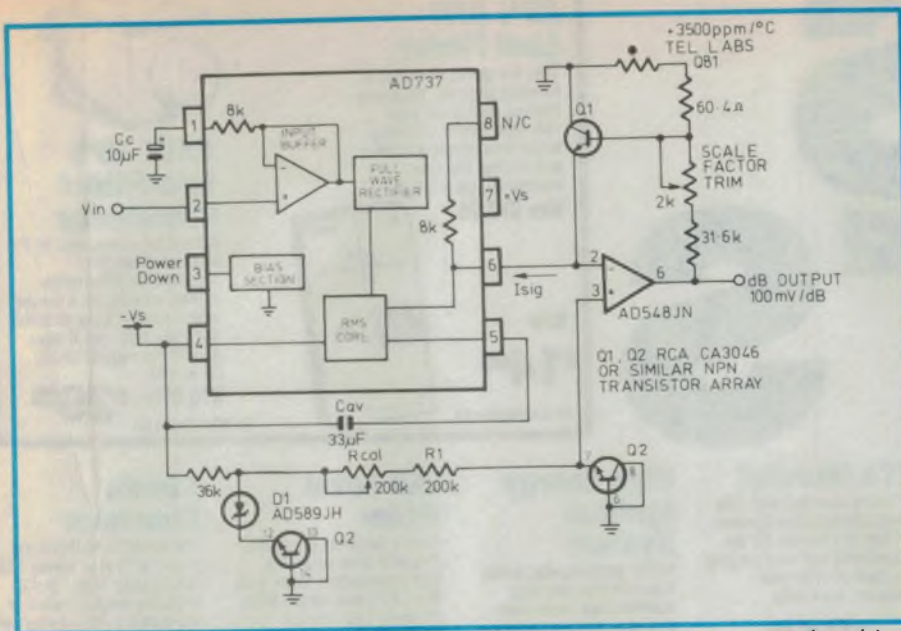 +3500ppm/°C
TEL LABS
Q81
AD737
8k
1
8
N/C
Q1
60·4Ω
Cc
10µF
INPUT
BUFFER
FULL
WAVE
RECTIFIER
SCALE
FACTOR
TRIM
7
+Vs
2k
Vin
2
8k
31·6k
Power
Down
3
BIAS
SECTION
6
Isig
2
6
3
dB OUTPUT
100mV/dB
-Vs
4
RMS
CORE
5
AD548JN
Q1, Q2 RCA CA3046
OR SIMILAR NPN
TRANSISTOR ARRAY
Cav
33µF
Rcal
R1
7
Q2
36k
200k
200k
D1
AD589JH
12
13
Q2